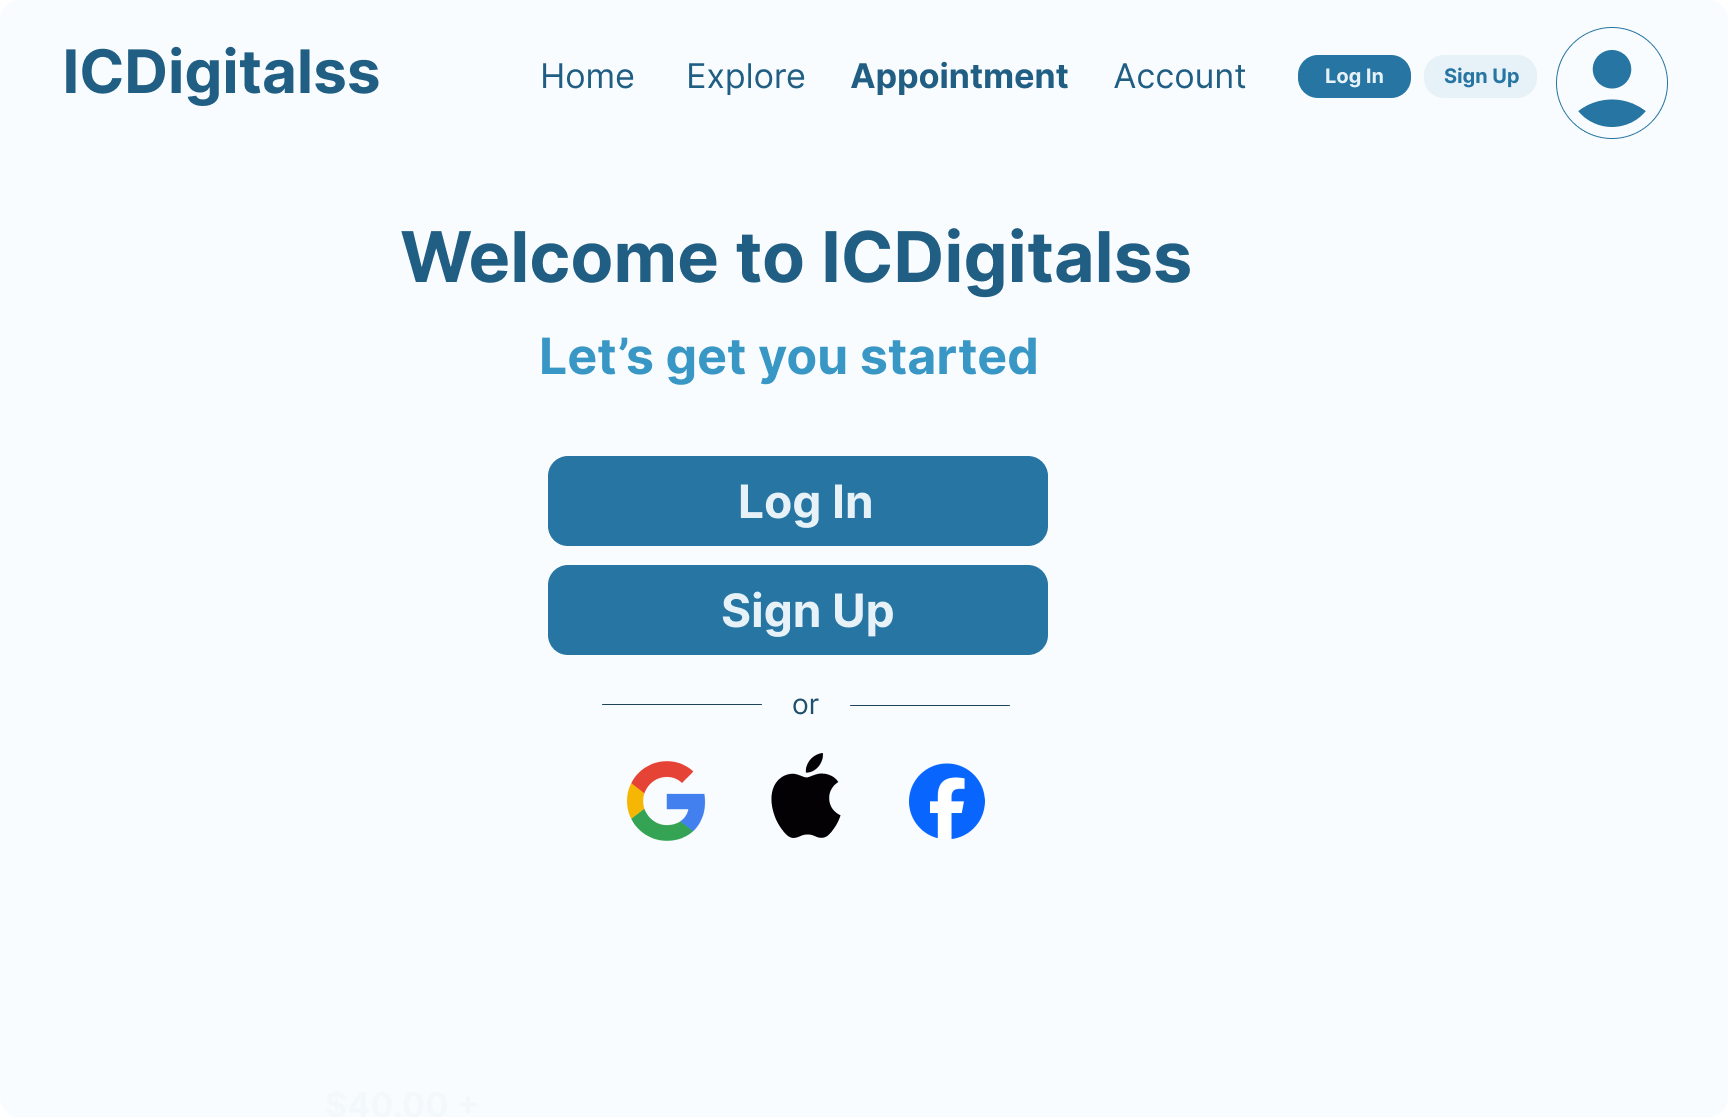 ICDigitalss
Home Explore Appointment Account Log In Sign Up
Welcome to ICDigitalss
Let’s get you started
Log In
Sign Up
or
$40.00 +